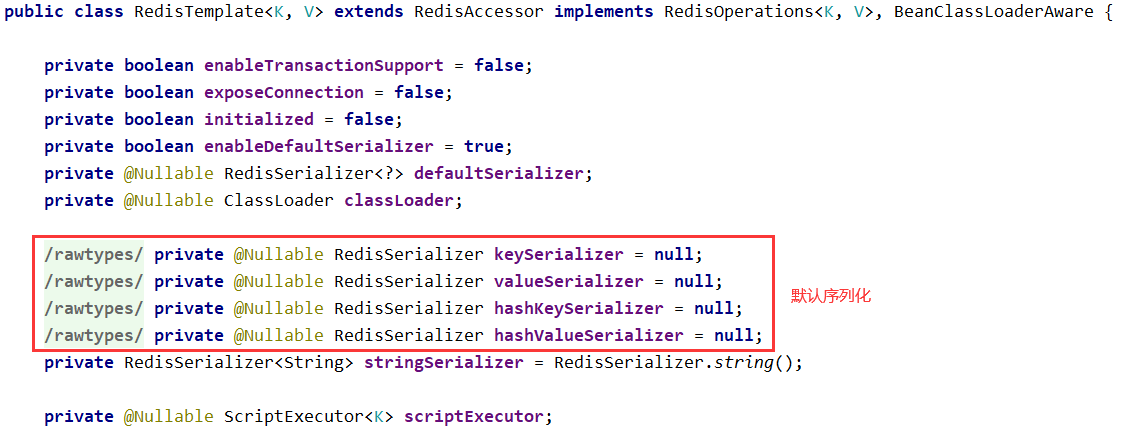 public class RedisTemplate<K, V> extends RedisAccessor implements RedisOperations<K, V>, BeanClassLoaderAware {
private boolean enableTransactionSupport = false;
private boolean exposeConnection = false;
private boolean initialized = false;
private boolean enableDefaultSerializer = true;
private @Nullable RedisSerializer<?> defaultSerializer;
private @Nullable ClassLoader classLoader;
/rawtypes/ private @Nullable RedisSerializer keySerializer = null;
/rawtypes/ private @Nullable RedisSerializer valueSerializer = null;
/rawtypes/ private @Nullable RedisSerializer hashKeySerializer = null;
/rawtypes/ private @Nullable RedisSerializer hashValueSerializer = null;
默认序列化
private RedisSerializer<String> stringSerializer = RedisSerializer.string();
private @Nullable ScriptExecutor<K> scriptExecutor;